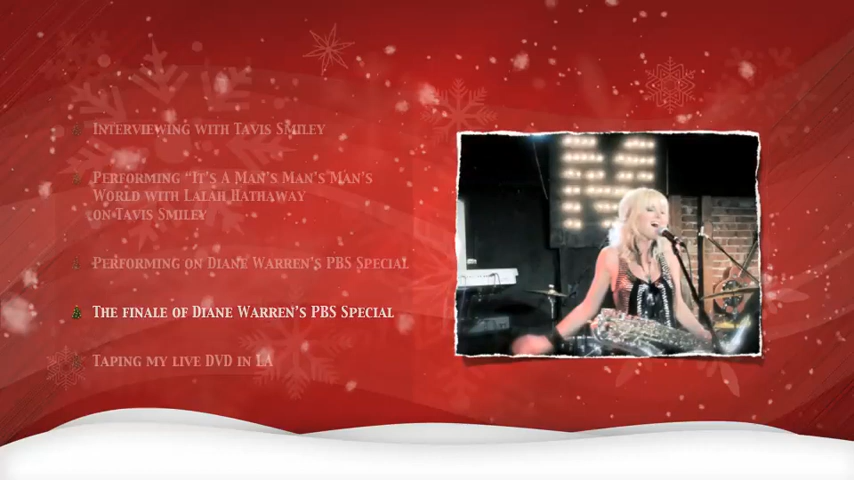 Interviewing with Tavis Smiley
Performing “It's A Man's Man's Man's
World with Lalah Hathaway
on Tavis Smiley
Performing on Diane Warren's PBS Special
The finale of Diane Warren's PBS Special
Taping my live DVD in LA
M